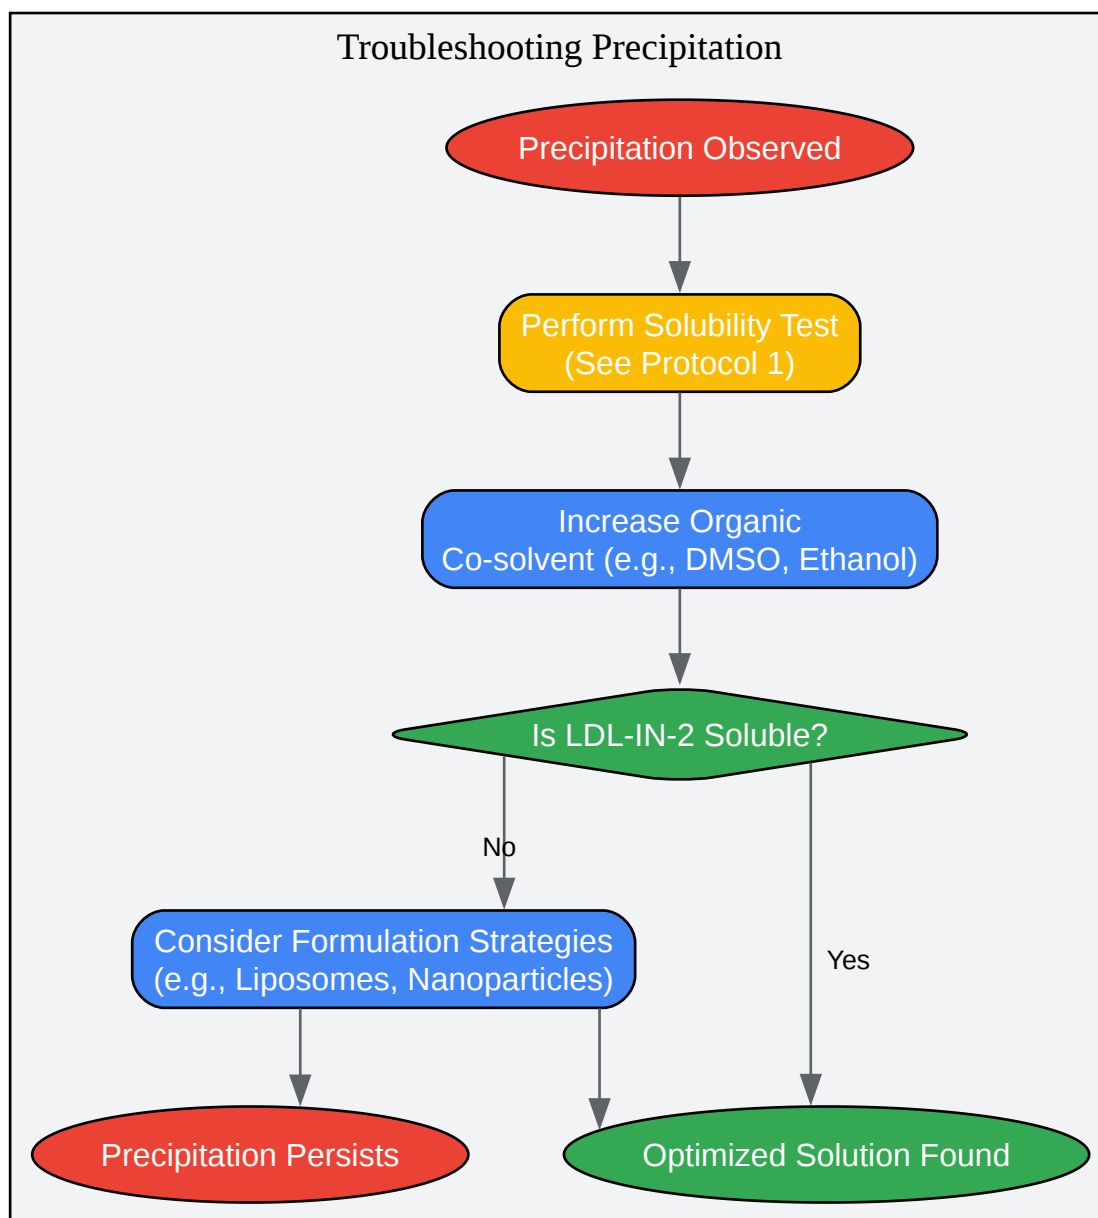 Troubleshooting Precipitation
Precipitation Observed
Perform Solubility Test
(See Protocol 1)
Increase Organic
Co-solvent (e.g., DMSO, Ethanol)
Is LDL-IN-2 Soluble?
No
Consider Formulation Strategies
(e.g., Liposomes, Nanoparticles)
Yes
Precipitation Persists
Optimized Solution Found